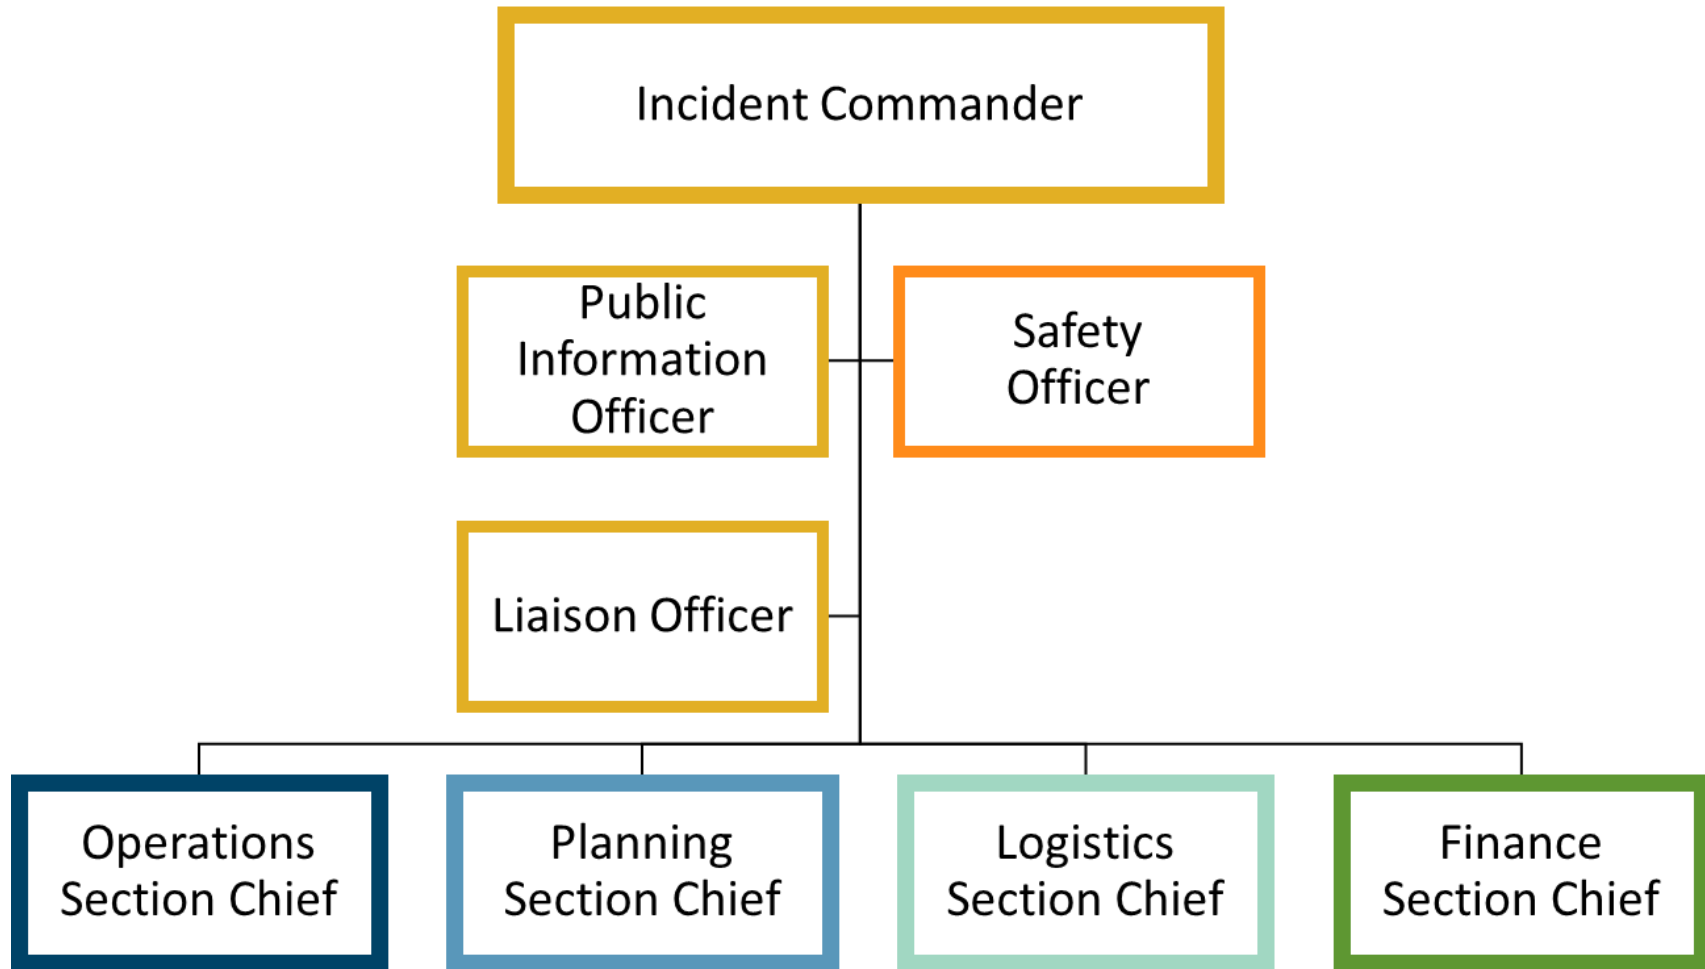 Incident Commander
Public
Information
Officer
Safety
Officer
Liaison Officer
Operations
Section Chief
Planning
Section Chief
Logistics
Section Chief
Finance
Section Chief